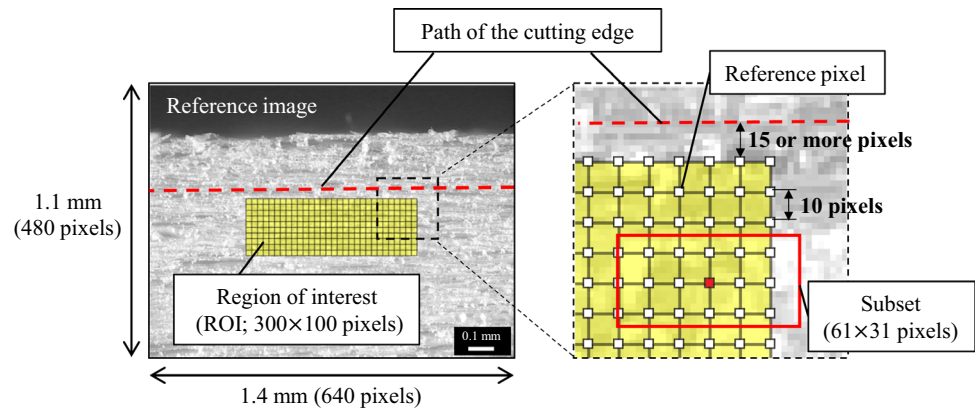 Path of the cutting edge
Reference image
Reference pixel
15 or more pixels
10 pixels
1.1 mm
(480 pixels)
Region of interest
(ROI; 300×100 pixels)
0.1 mm
Subset
(61×31 pixels)
1.4 mm (640 pixels)